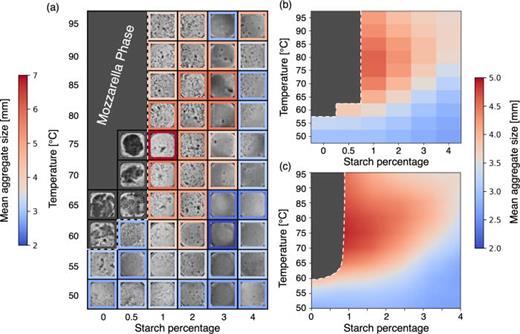 (a)
Mean aggregate size [mm]
7
6
5
4
3
2
Temperature [°C]
95
90
85
80
75
70
65
60
55
50
Mozzarella Phase
0 0.5 1 2 3 4
Starch percentage
(b)
Temperature [°C]
95
90
85
80
75
70
65
60
55
50
0 0.5 1 2 3 4
Starch percentage
(c)
Temperature [°C]
95
90
85
80
75
70
65
60
55
50
0 1 2 3 4
Starch percentage
5.0
4.5
4.0
3.5
3.0
2.5
2.0
Mean aggregate size [mm]